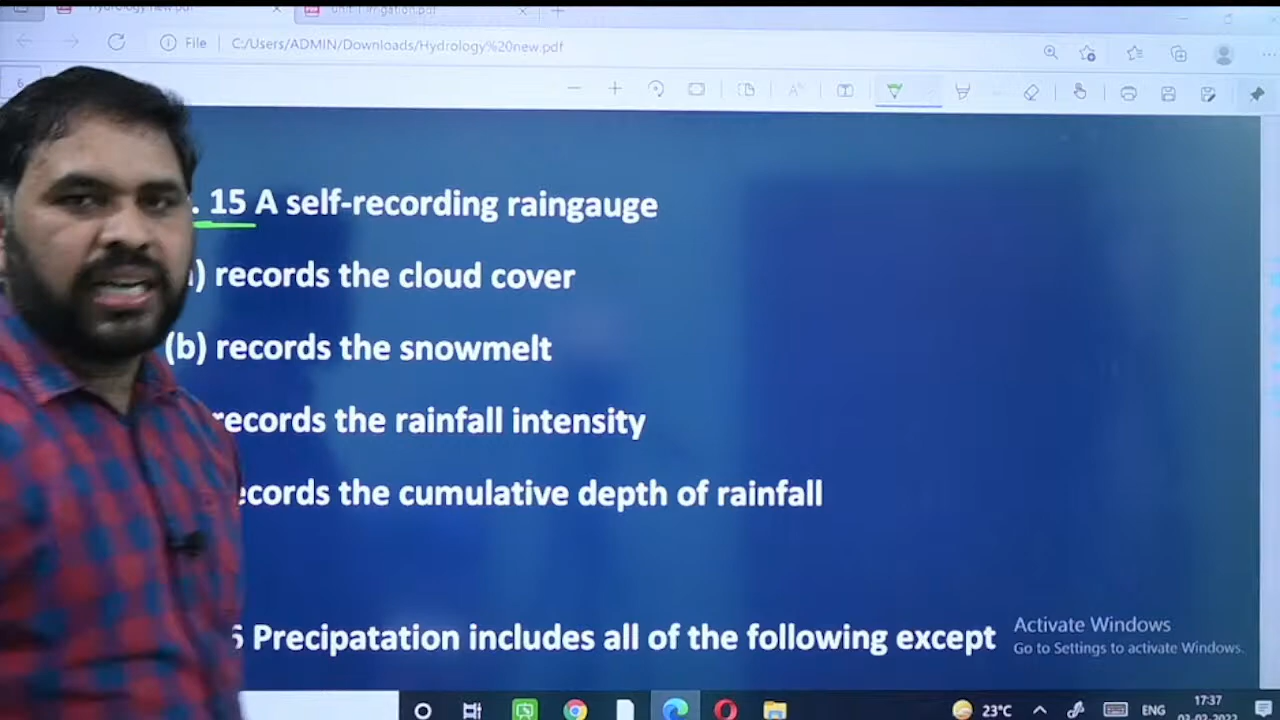 File
C:/Users/ADMIN/Downloads/Hydrology%20new.pdf
. 15 A self-recording raingauge
) records the cloud cover
(b) records the snowmelt
records the rainfall intensity
ecords the cumulative depth of rainfall
6 Precipatation includes all of the following except
Activate Windows
Go to Settings to activate Windows.
23°C
ENG
17:37